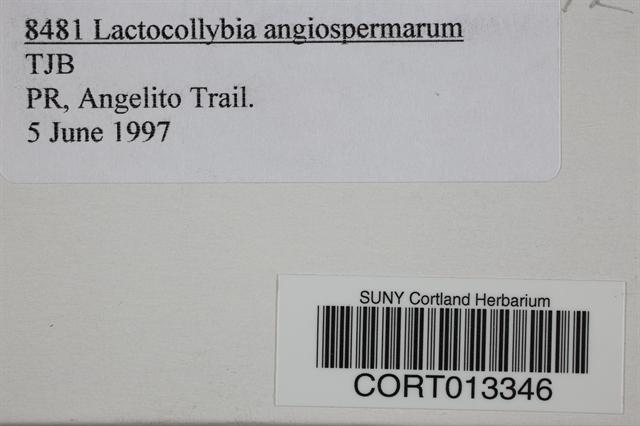 8481 Lactocollybia angiospermarum
TJB
PR, Angelito Trail.
5 June 1997
SUNY Cortland Herbarium
CORT013346